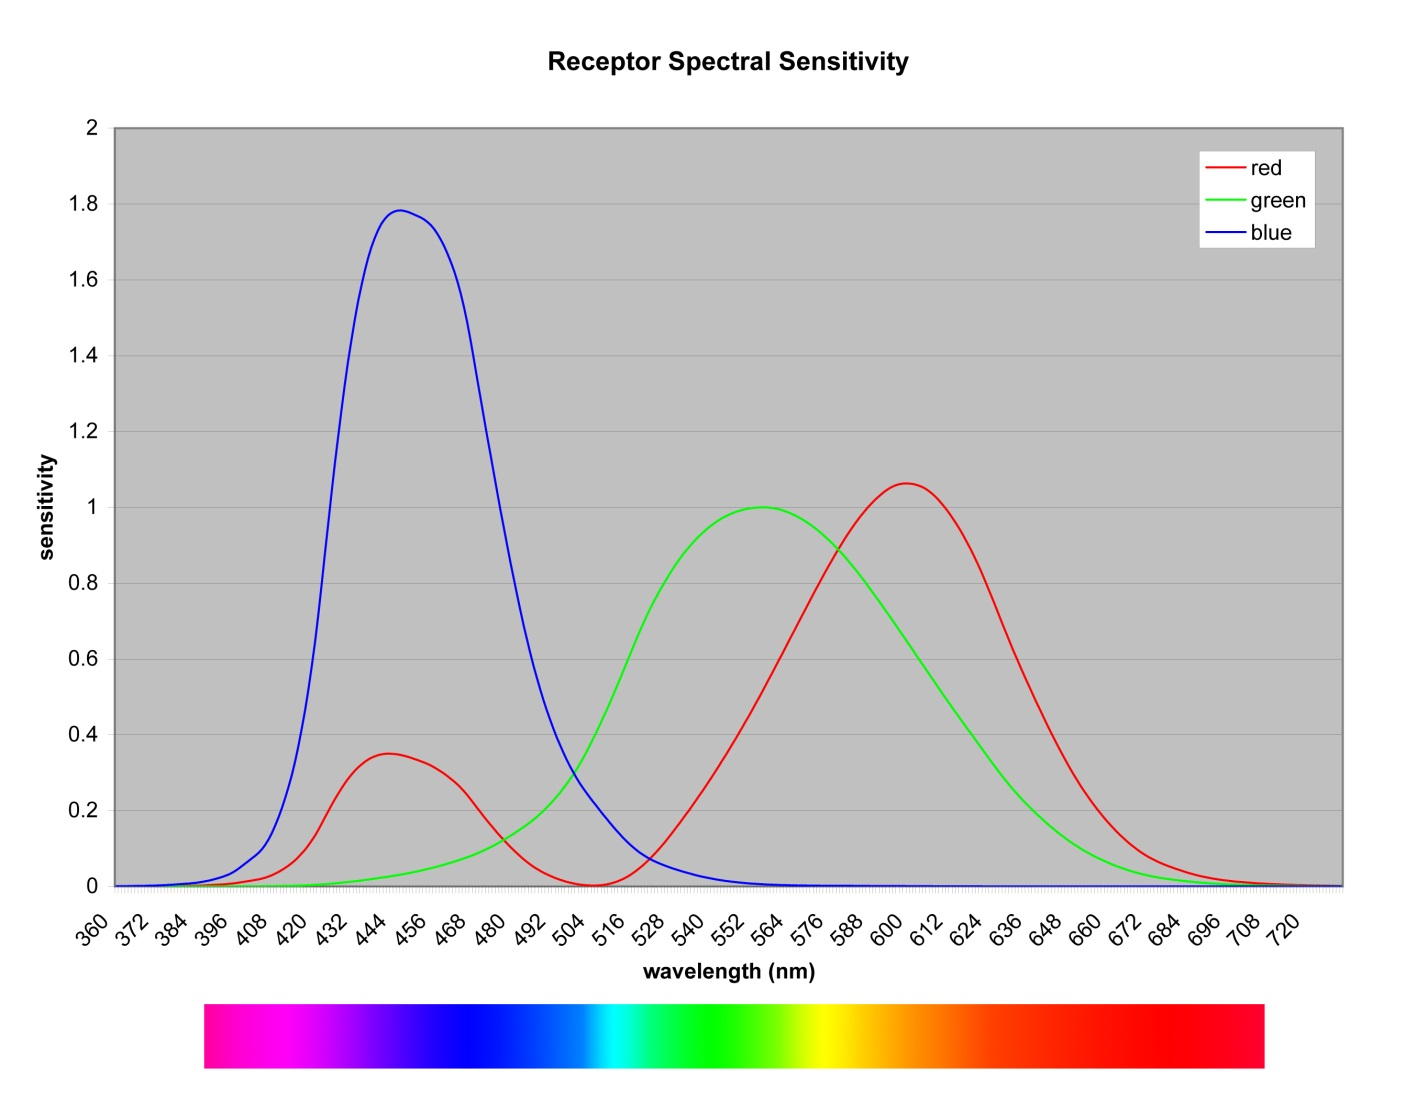 Receptor Spectral Sensitivity
2
1.8
1.6
1.4
1.2
1
0.8
0.6
0.4
0.2
0
sensitivity
red
green
blue
360 372 384 396 408 420 432 444 456 468 480 492 504 516 528 540 552 564 576 588 600 612 624 636 648 660 672 684 696 708 720
wavelength (nm)